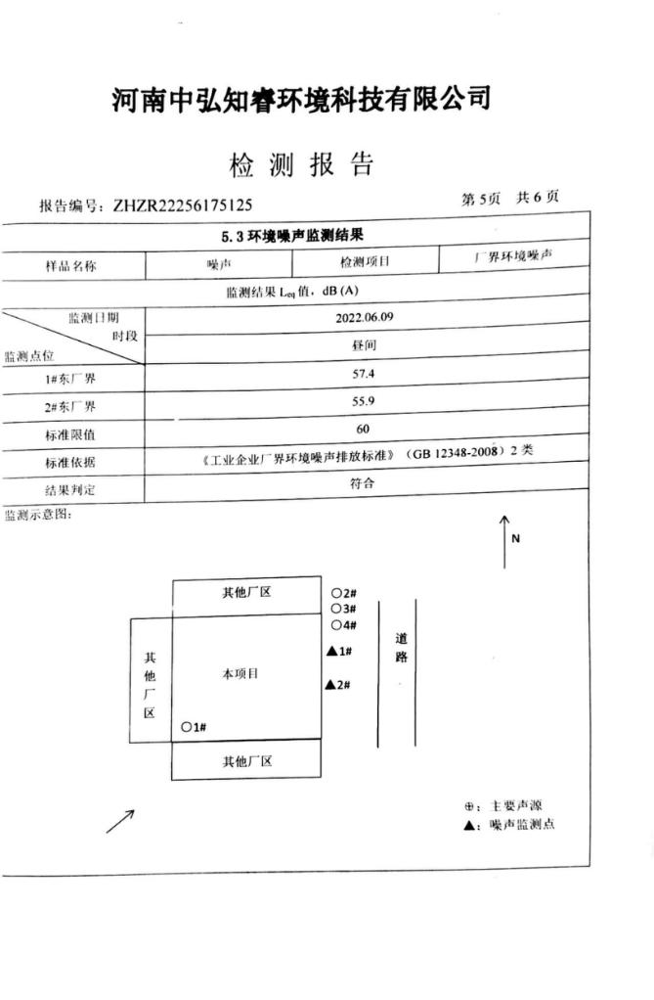 河南中弘知睿环境科技有限公司
检测报告
报告编号：ZHZR22256175125 第5页 共6页
5.3环境噪声监测结果
样品名称 噪声 检测项目 厂界环境噪声
监测结果 Leq 值，dB (A)
监测日期 2022.06.09
时段 昼间
监测点位
1#东厂界 57.4
2#东厂界 55.9
标准限值 60
标准依据 《工业企业厂界环境噪声排放标准》（GB 12348-2008）2 类
结果判定 符合
监测示意图：
N
其他厂区
○2#
○3#
○4#
其他厂区
本项目
▲1#
▲2#
道路
○1#
其他厂区
⊕：主要声源
▲：噪声监测点